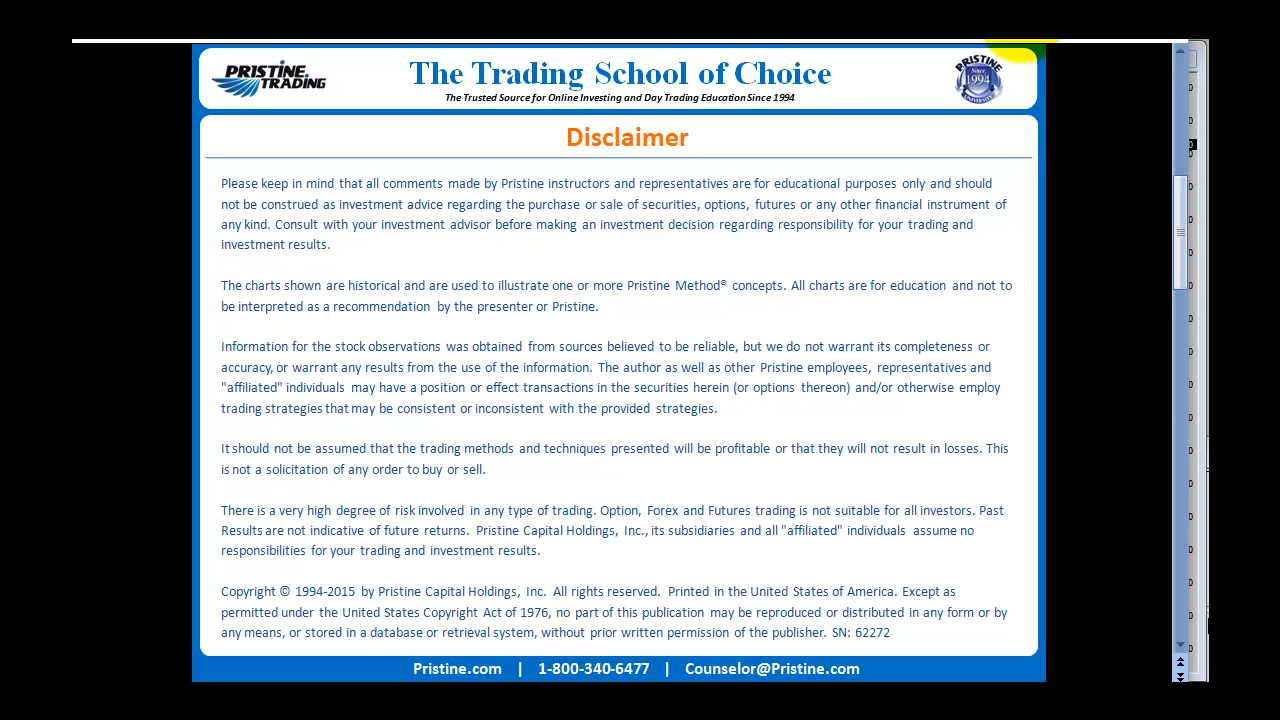 PRISTINE
TRADING
The Trading School of Choice
The Trusted Source for Online Investing and Day Trading Education Since 1994
PRISTINE
Since
1994
UNIVERSITY
Disclaimer
Please keep in mind that all comments made by Pristine instructors and representatives are for educational purposes only and should
not be construed as investment advice regarding the purchase or sale of securities, options, futures or any other financial instrument of
any kind. Consult with your investment advisor before making an investment decision regarding responsibility for your trading and
investment results.
The charts shown are historical and are used to illustrate one or more Pristine Method® concepts. All charts are for education and not to
be interpreted as a recommendation by the presenter or Pristine.
Information for the stock observations was obtained from sources believed to be reliable, but we do not warrant its completeness or
accuracy, or warrant any results from the use of the information. The author as well as other Pristine employees, representatives and
"affiliated" individuals may have a position or effect transactions in the securities herein (or options thereon) and/or otherwise employ
trading strategies that may be consistent or inconsistent with the provided strategies.
It should not be assumed that the trading methods and techniques presented will be profitable or that they will not result in losses. This
is not a solicitation of any order to buy or sell.
There is a very high degree of risk involved in any type of trading. Option, Forex and Futures trading is not suitable for all investors. Past
Results are not indicative of future returns. Pristine Capital Holdings, Inc., its subsidiaries and all "affiliated" individuals assume no
responsibilities for your trading and investment results.
Copyright © 1994-2015 by Pristine Capital Holdings, Inc. All rights reserved. Printed in the United States of America. Except as
permitted under the United States Copyright Act of 1976, no part of this publication may be reproduced or distributed in any form or by
any means, or stored in a database or retrieval system, without prior written permission of the publisher. SN: 62272
Pristine.com | 1-800-340-6477 | Counselor@Pristine.com